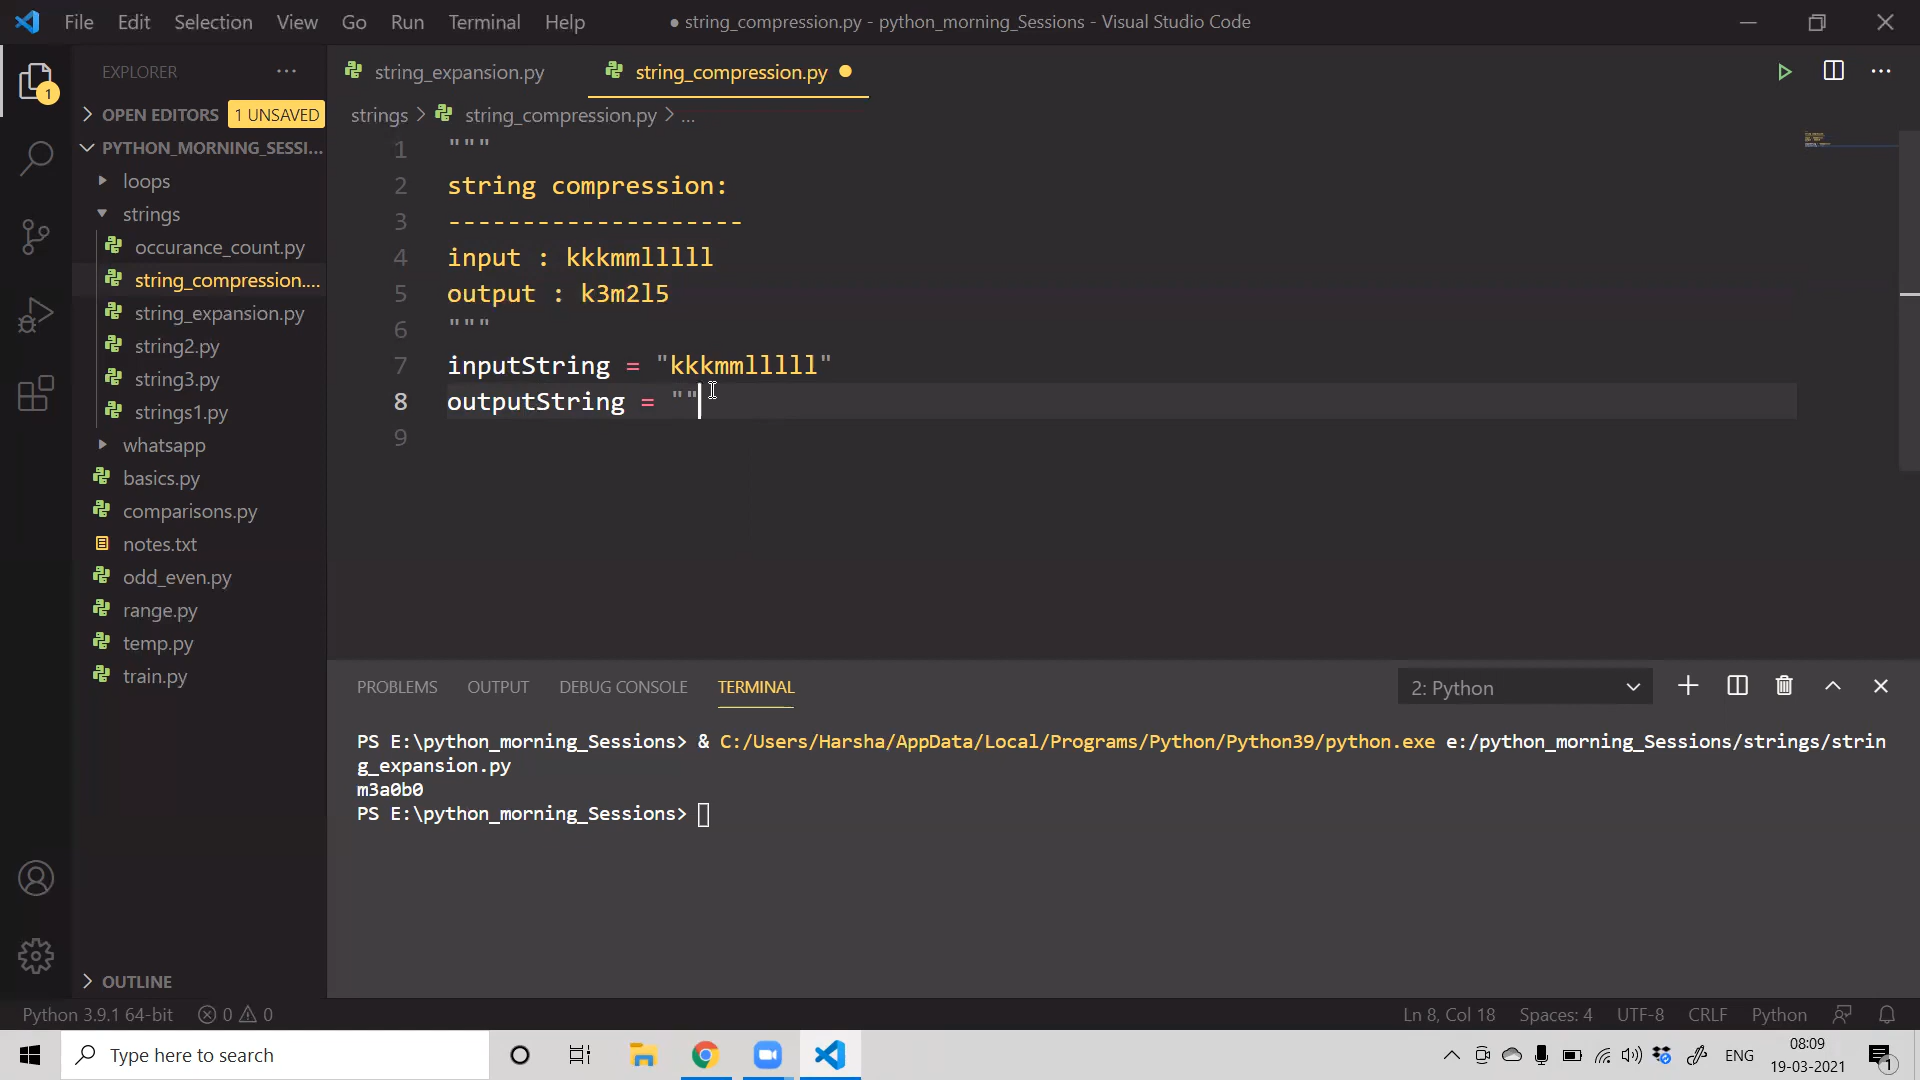 File Edit Selection View Go Run Terminal Help ● string_compression.py - python_morning_Sessions - Visual Studio Code
EXPLORER ...
string_expansion.py string_compression.py ●
1
OPEN EDITORS 1 UNSAVED
strings > string_compression.py > ...
PYTHON_MORNING_SESSI...
loops
strings
occurance_count.py
string_compression....
string_expansion.py
string2.py
string3.py
strings1.py
whatsapp
basics.py
comparisons.py
notes.txt
odd_even.py
range.py
temp.py
train.py
OUTLINE
1 """
2 string compression:
3 --------------------
4 input : kkkmmlllll
5 output : k3m2l5
6 """
7 inputString = "kkkmmlllll"
8 outputString = ""
9
PROBLEMS OUTPUT DEBUG CONSOLE TERMINAL 2: Python
PS E:\python_morning_Sessions> & C:/Users/Harsha/AppData/Local/Programs/Python/Python39/python.exe e:/python_morning_Sessions/strings/strin
g_expansion.py
m3a0b0
PS E:\python_morning_Sessions>
Python 3.9.1 64-bit 0 0 Ln 8, Col 18 Spaces: 4 UTF-8 CRLF Python
Type here to search ENG 08:09
19-03-2021 1